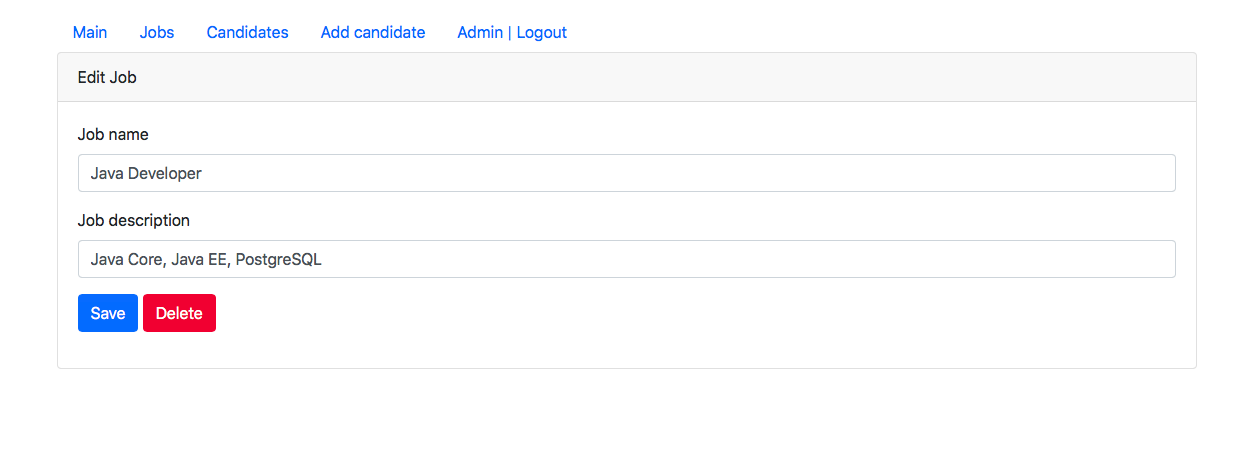 Main Jobs Candidates Add candidate Admin | Logout
Edit Job
Job name
Java Developer
Job description
Java Core, Java EE, PostgreSQL
Save Delete